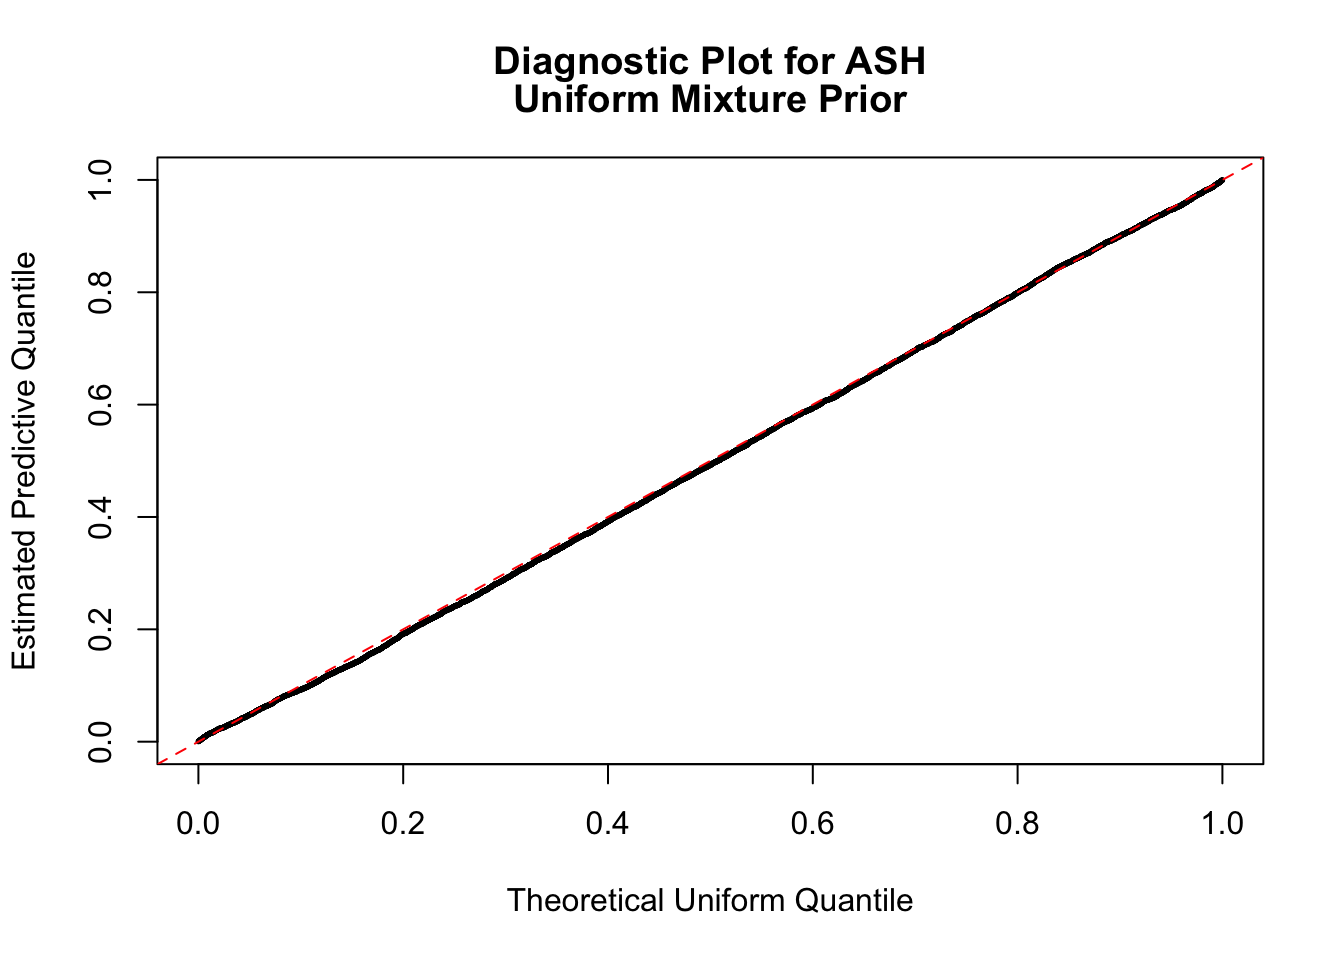 Diagnostic Plot for ASH
Uniform Mixture Prior
Estimated Predictive Quantile
1.0
0.8
0.6
0.4
0.2
0.0
0.0 0.2 0.4 0.6 0.8 1.0
Theoretical Uniform Quantile